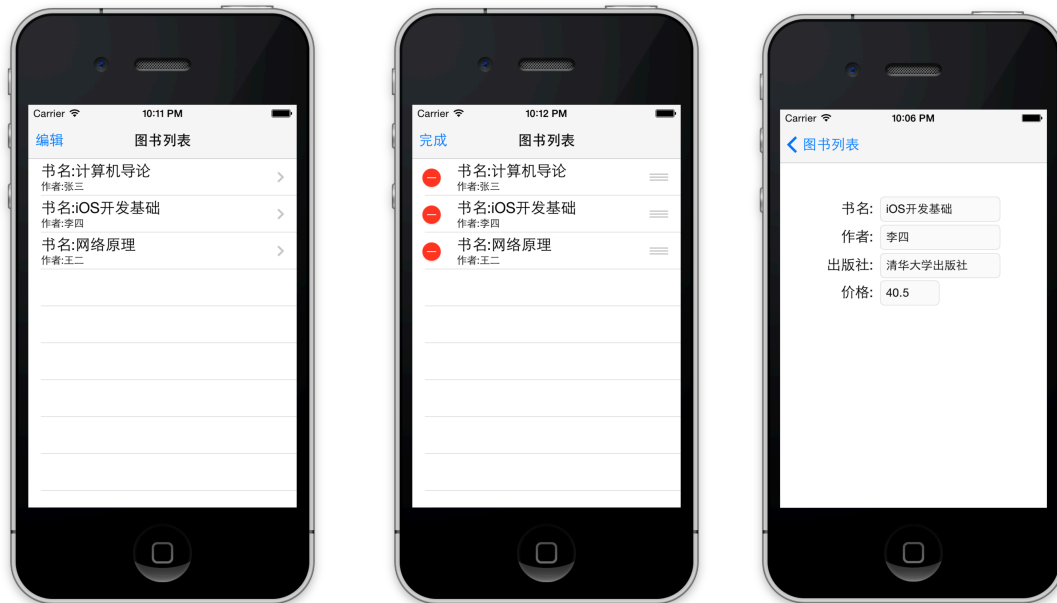 Carrier 10:11 PM
编辑 图书列表
书名:计算机导论
作者:张三
书名:iOS开发基础
作者:李四
书名:网络原理
作者:王二
Carrier 10:12 PM
完成 图书列表
书名:计算机导论
作者:张三
书名:iOS开发基础
作者:李四
书名:网络原理
作者:王二
Carrier 10:06 PM
图书列表
书名: iOS开发基础
作者: 李四
出版社: 清华大学出版社
价格: 40.5